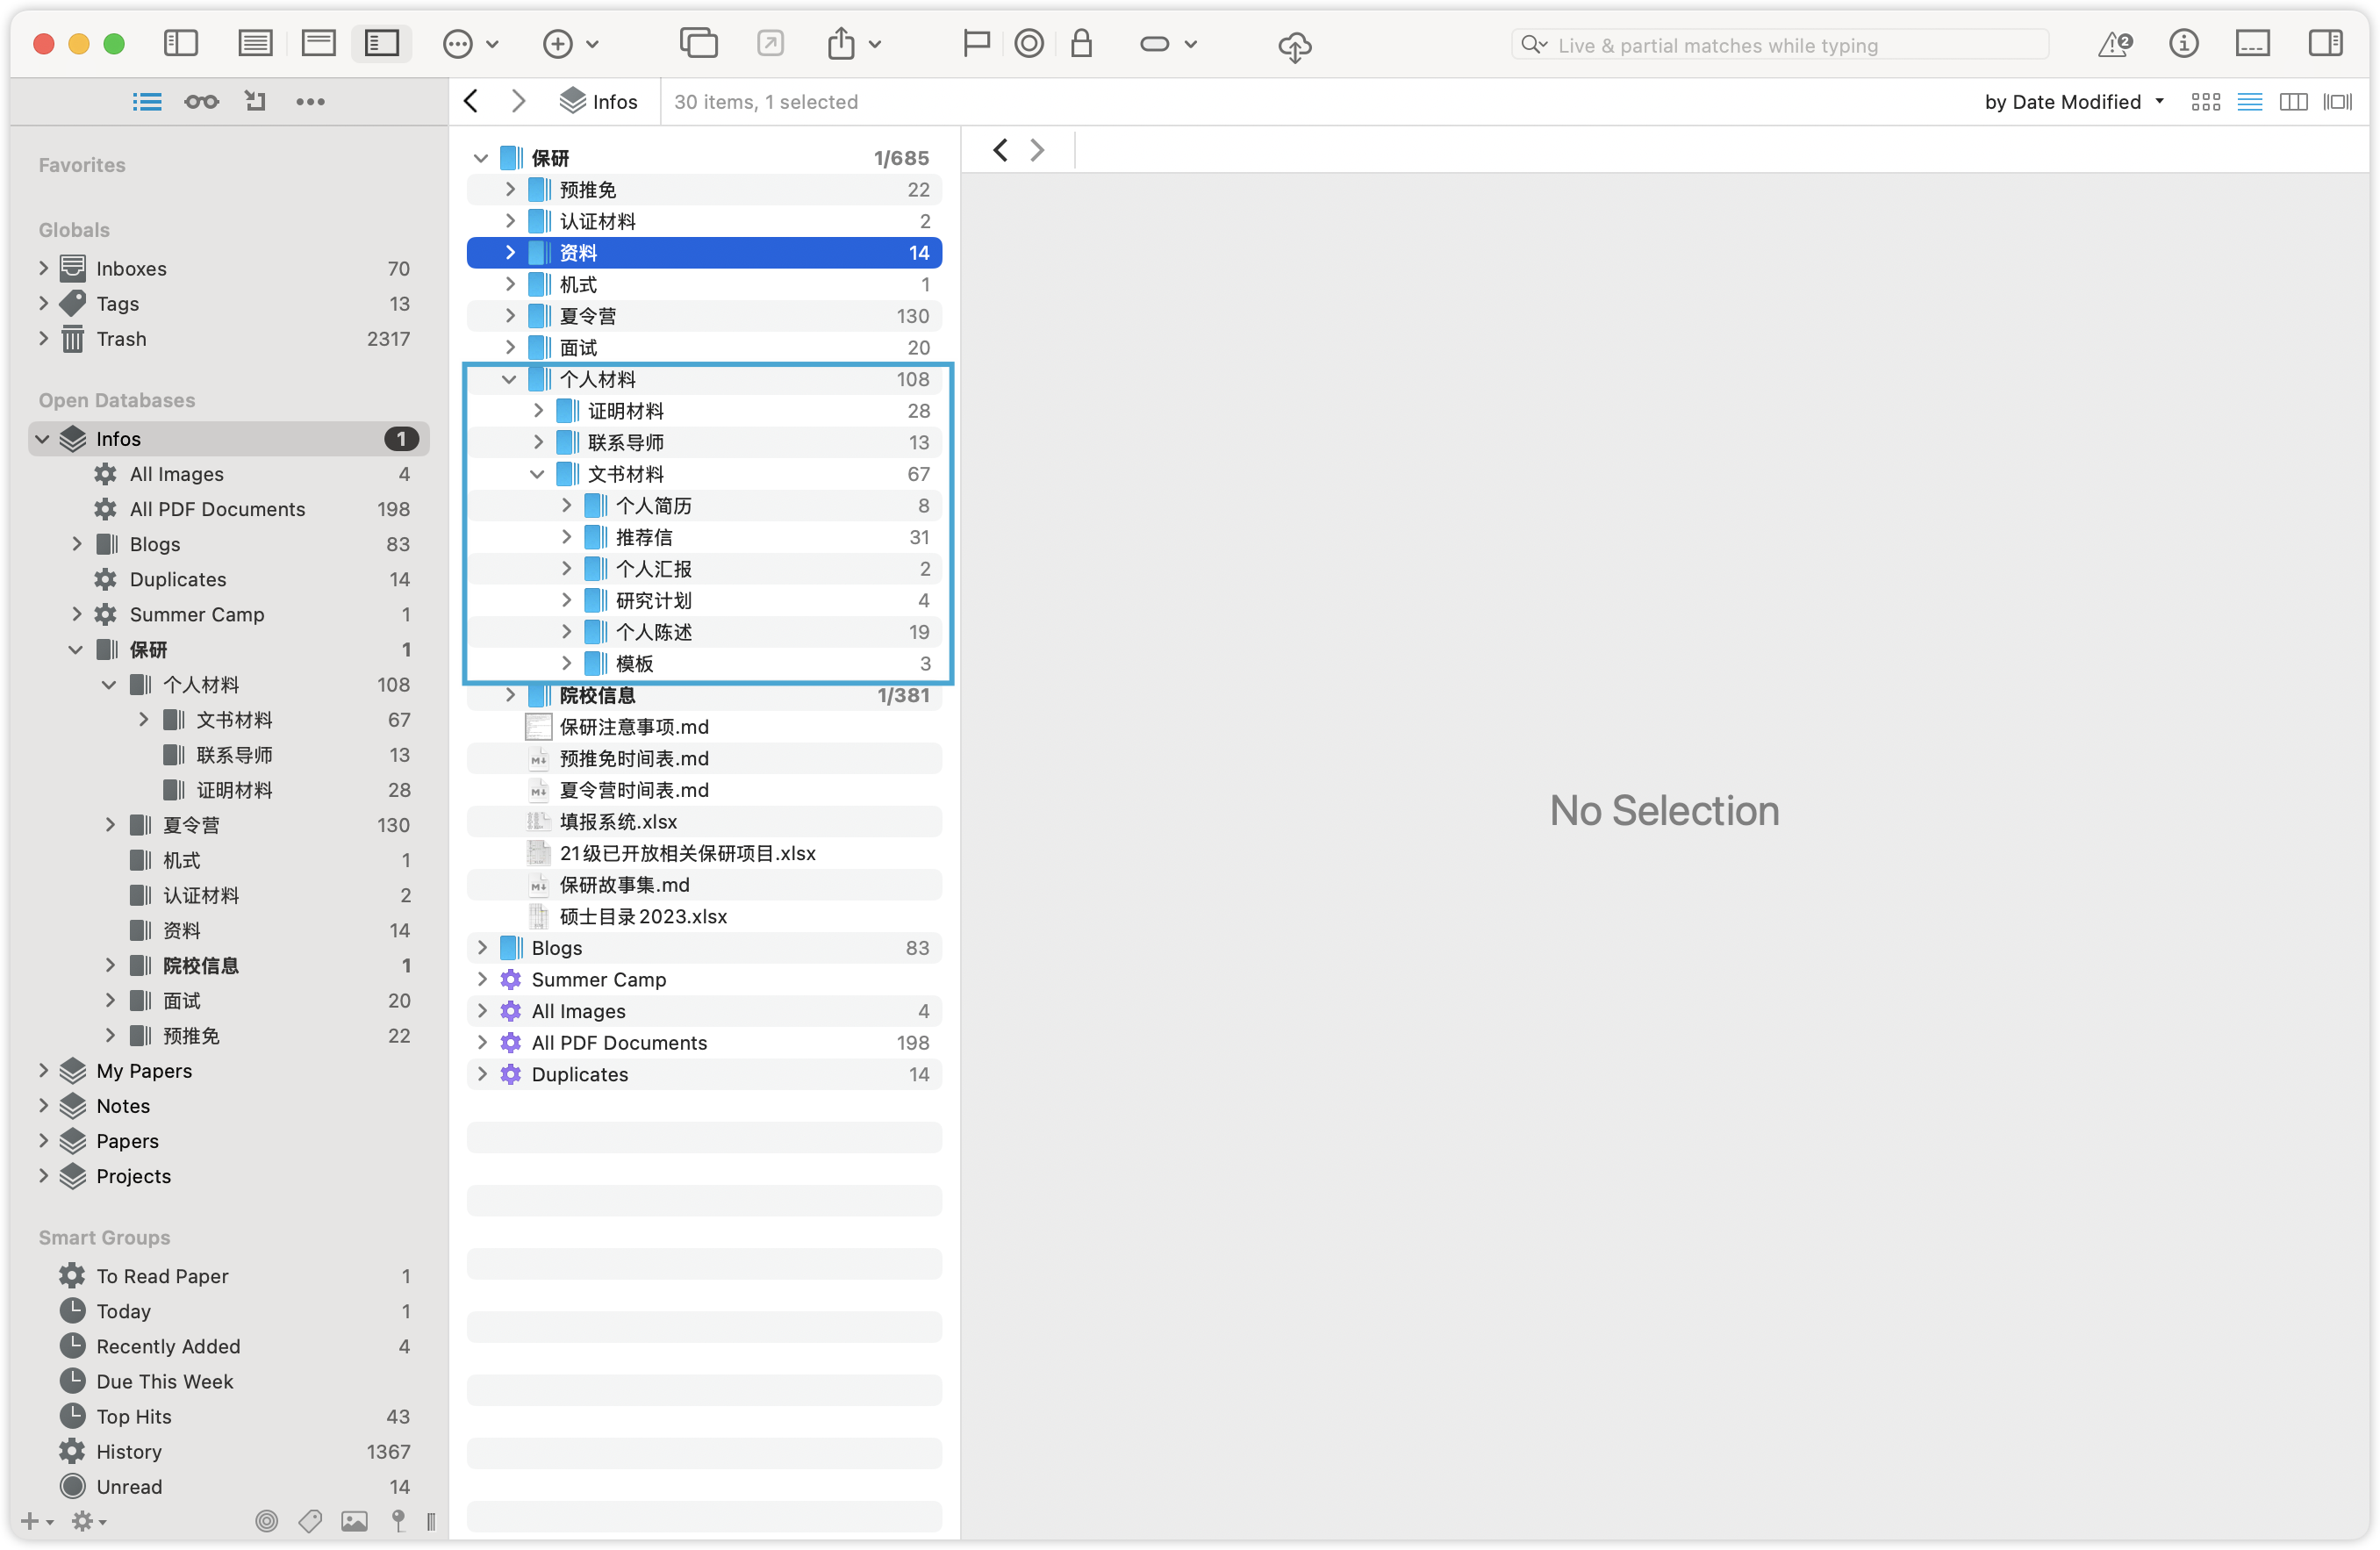 Live & partial matches while typing
2
Infos
30 items, 1 selected
by Date Modified
Favorites
Globals
Inboxes 70
Tags 13
Trash 2317
Open Databases
Infos 1
All Images 4
All PDF Documents 198
Blogs 83
Duplicates 14
Summer Camp 1
保研 1
个人材料 108
文书材料 67
联系导师 13
证明材料 28
夏令营 130
机式 1
认证材料 2
资料 14
院校信息 1
面试 20
预推免 22
My Papers
Notes
Papers
Projects
Smart Groups
To Read Paper 1
Today 1
Recently Added 4
Due This Week
Top Hits 43
History 1367
Unread 14
保研 1/685
预推免 22
认证材料 2
资料 14
机式 1
夏令营 130
面试 20
个人材料 108
证明材料 28
联系导师 13
文书材料 67
个人简历 8
推荐信 31
个人汇报 2
研究计划 4
个人陈述 19
模板 3
院校信息 1/381
保研注意事项.md
预推免时间表.md
夏令营时间表.md
填报系统.xlsx
21级已开放相关保研项目.xlsx
保研故事集.md
硕士目录2023.xlsx
Blogs 83
Summer Camp
All Images 4
All PDF Documents 198
Duplicates 14
No Selection